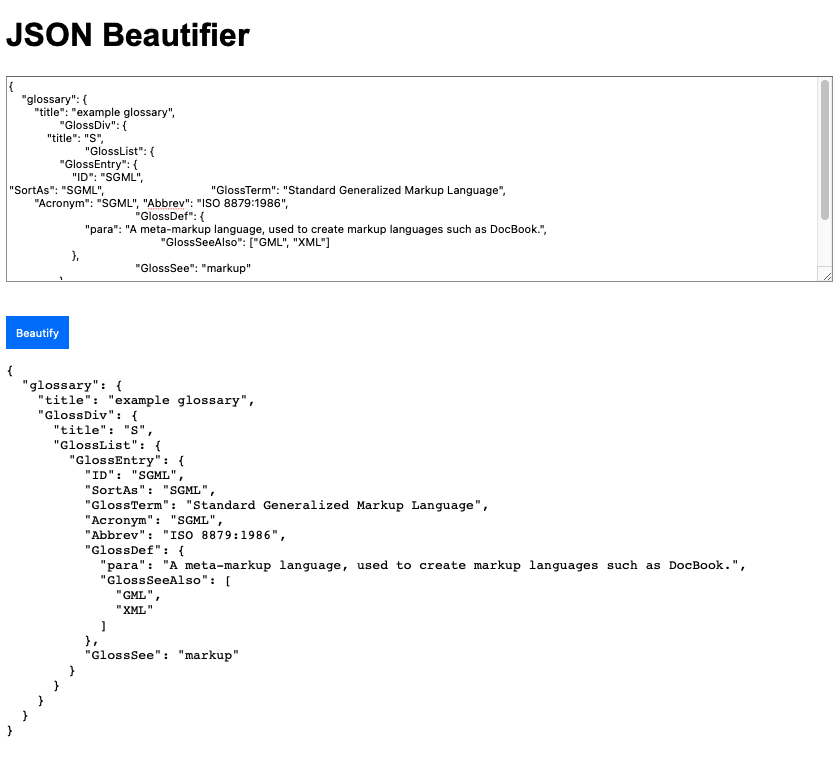 JSON Beautifier
{
"glossary": {
"title": "example glossary",
"GlossDiv": {
"title": "S",
"GlossList": {
"GlossEntry": {
"ID": "SGML",
"SortAs": "SGML", "GlossTerm": "Standard Generalized Markup Language",
"Acronym": "SGML", "Abbrev": "ISO 8879:1986",
"GlossDef": {
"para": "A meta-markup language, used to create markup languages such as DocBook.",
"GlossSeeAlso": ["GML", "XML"]
},
"GlossSee": "markup"
Beautify
{
"glossary": {
"title": "example glossary",
"GlossDiv": {
"title": "S",
"GlossList": {
"GlossEntry": {
"ID": "SGML",
"SortAs": "SGML",
"GlossTerm": "Standard Generalized Markup Language",
"Acronym": "SGML",
"Abbrev": "ISO 8879:1986",
"GlossDef": {
"para": "A meta-markup language, used to create markup languages such as DocBook.",
"GlossSeeAlso": [
"GML",
"XML"
]
},
"GlossSee": "markup"
}
}
}
}
}